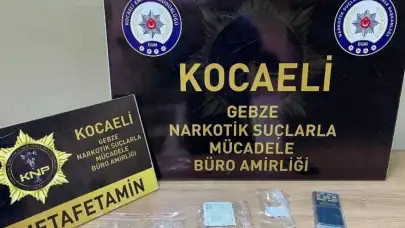 KOCAELİ
GEBZE
NARKOTİK SUÇLARLA
MÜCADELE
BÜRO AMİRLİĞİ
KOCAELİ
GEBZE
NARKOTİK SUÇLARLA
MÜCADELE
BÜRO AMİRLİĞİ
KNP
METAFETAMİN